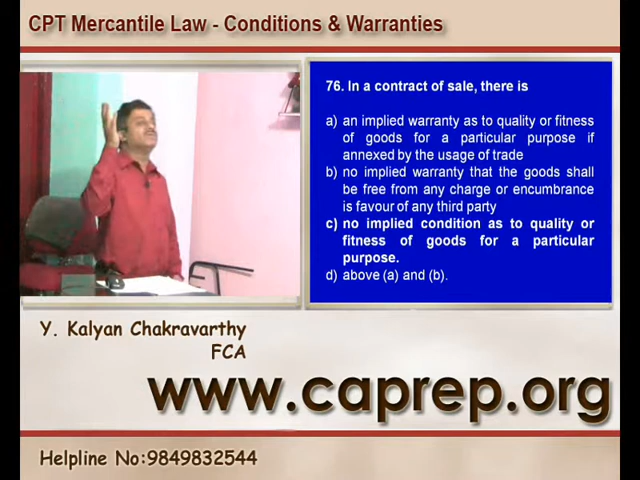 CPT Mercantile Law - Conditions & Warranties
76. In a contract of sale, there is
a) an implied warranty as to quality or fitness
of goods for a particular purpose if
annexed by the usage of trade
b) no implied warranty that the goods shall
be free from any charge or encumbrance
is favour of any third party
c) no implied condition as to quality or
fitness of goods for a particular
purpose.
d) above (a) and (b).
Y. Kalyan Chakravarthy
FCA
www.caprep.org
Helpline No:9849832544